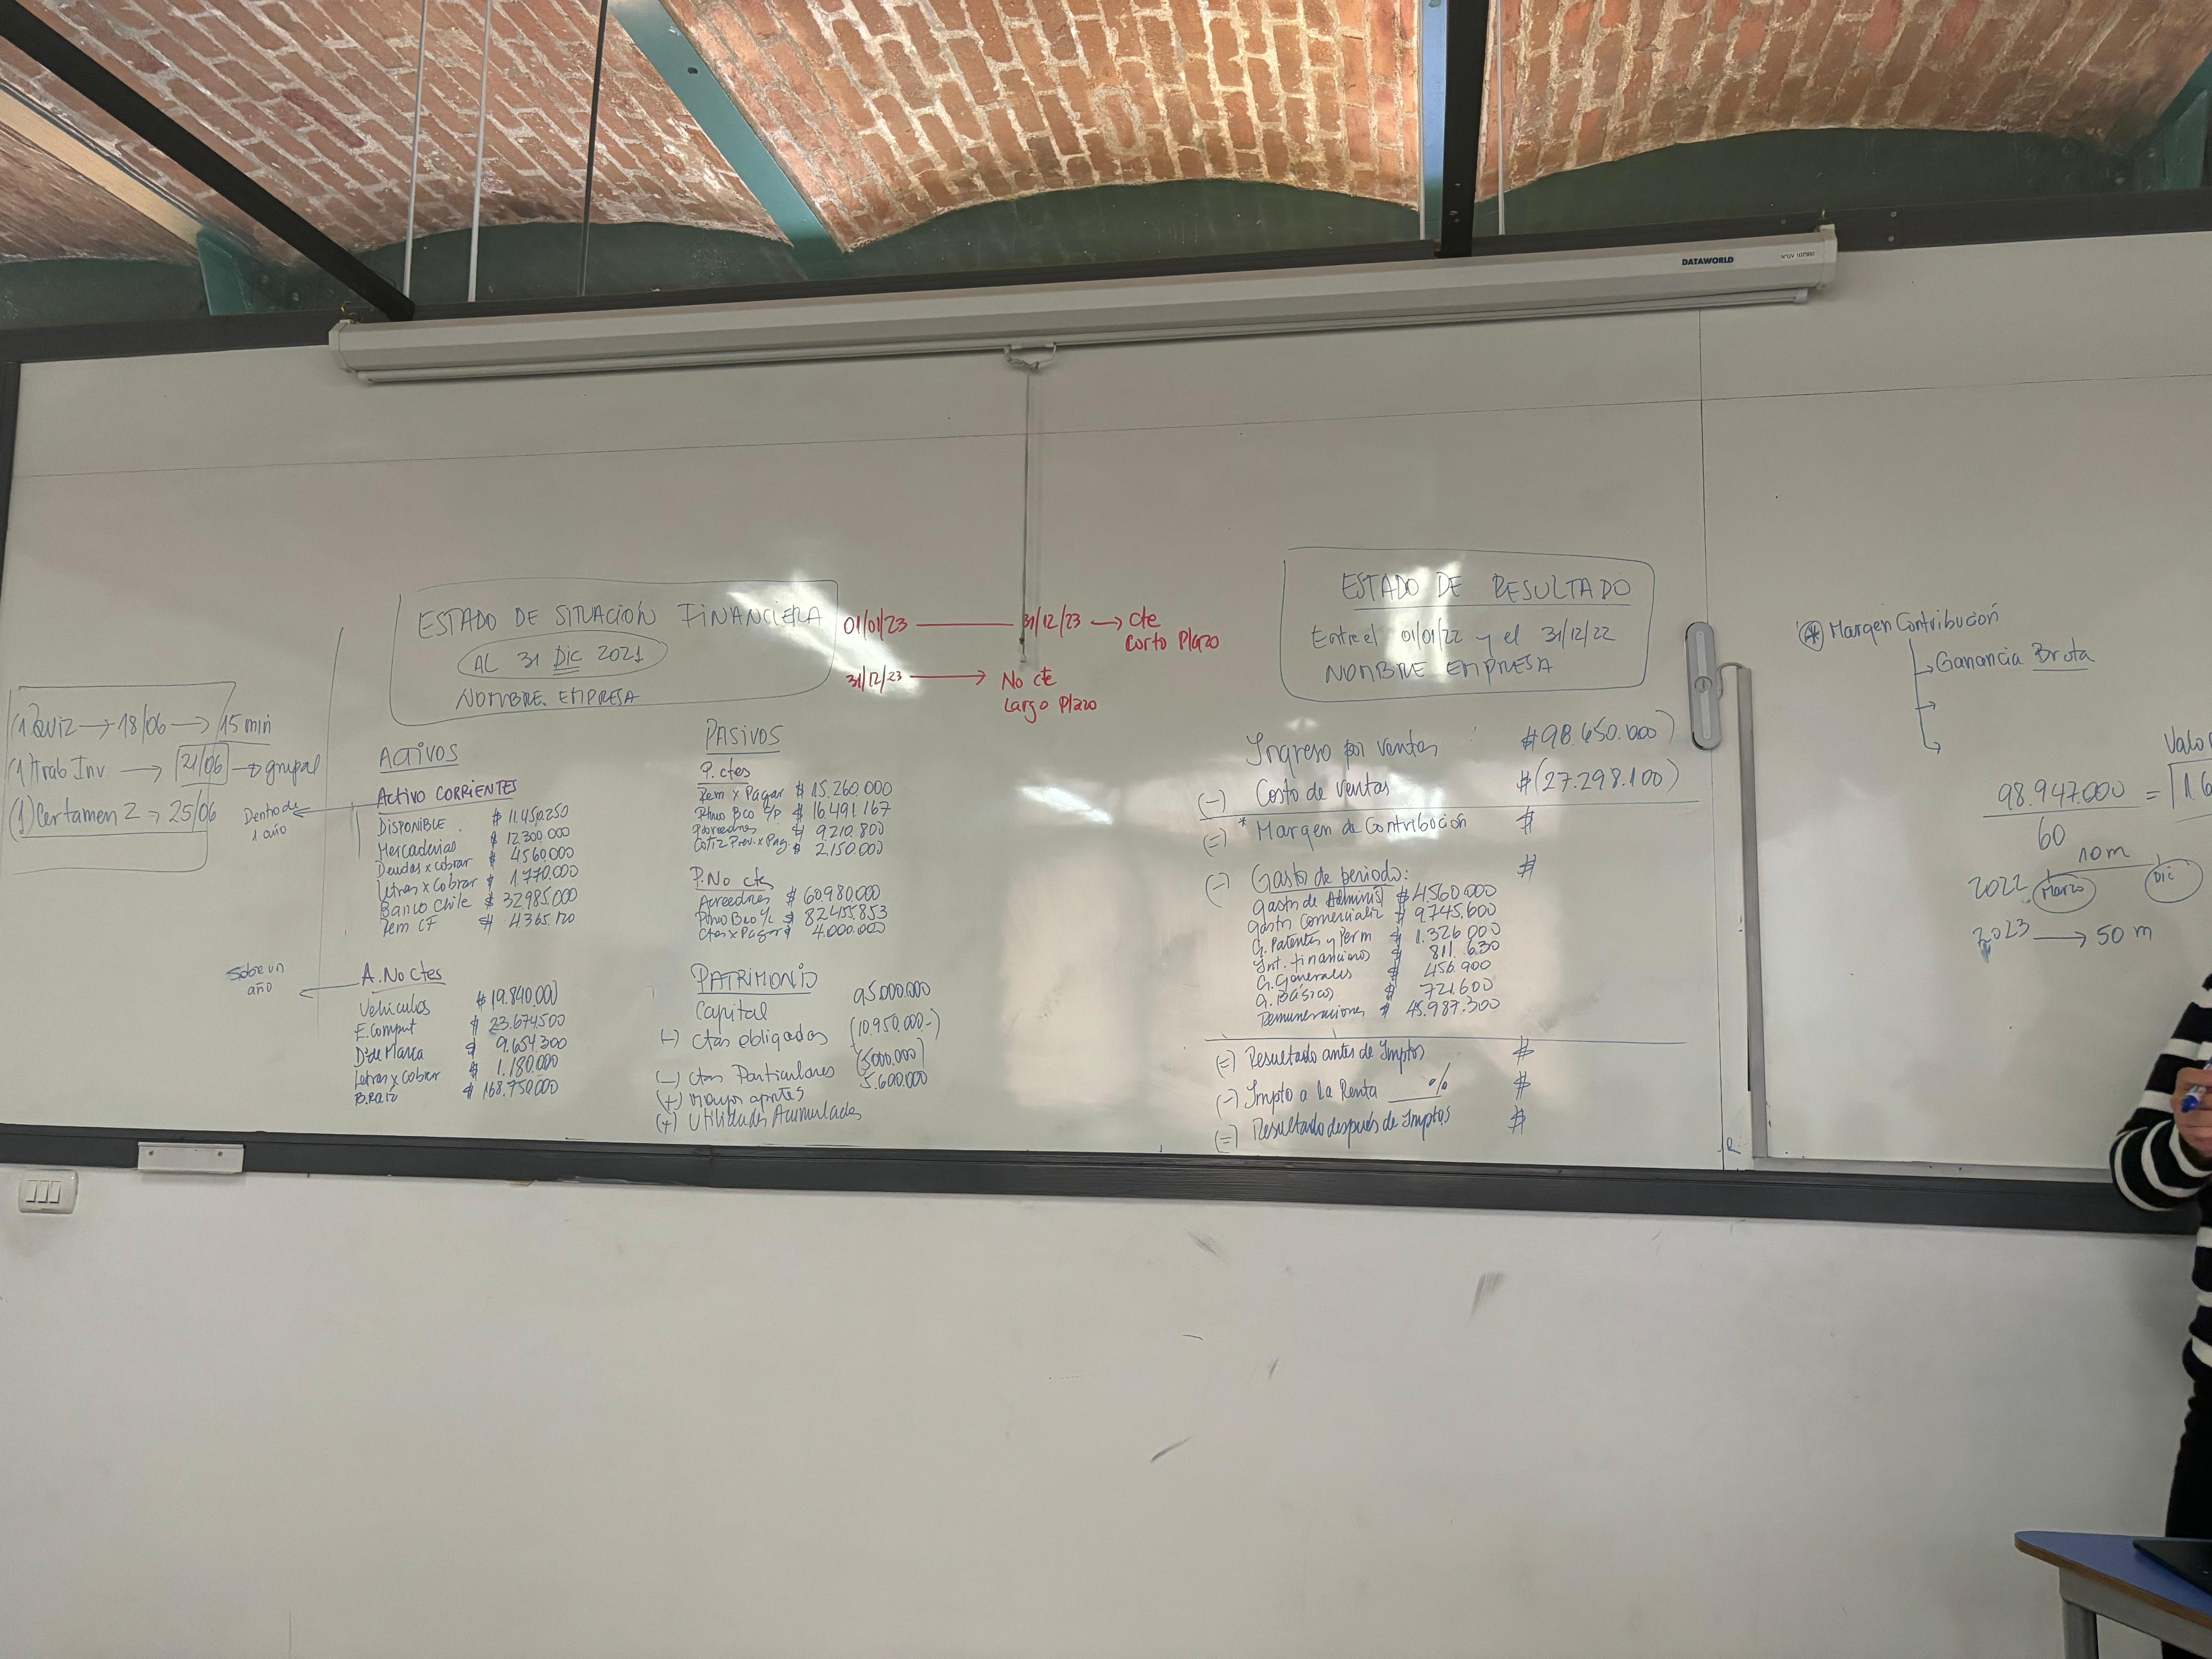 DATAWORLD
(1) QUIZ → 18/06 → 15 min
(1) trab Inv → 21/06 → grupal
(1) Certamen 2 → 25/06
Dentro de
1 año
Sobre un
año
ESTADO DE SITUACIÓN FINANCIERA
AL 31 DIC 2021
NOMBRE EMPRESA
ACTIVOS
ACTIVO CORRIENTES
DISPONIBLE $ 11.450.250
Mercaderias $ 12.300.000
Deudas x cobrar $ 4.560.000
Letras x Cobrar $ 1.770.000
Banco Chile $ 32.985.000
Rem CF $ 4.365.120
A. No Ctes
Vehiculos $ 19.840.000
E. Comput $ 23.674.500
Dº de Marca $ 9.654.300
Letras x Cobrar $ 1.180.000
B. Raiz $ 168.750.000
PASIVOS
P. ctes
Rem x Pagar $ 15.260.000
Ptmo Bco C/P $ 16.491.167
Proveedores $ 9.210.800
Cotiz Prev. x Pag $ 2.150.000
P. No ctes
Acreedores $ 60.980.000
Ptmo Bco L/P $ 82.455.853
Ctas x Pagar $ 4.000.000
PATRIMONIO
Capital 95.000.000
(-) Ctas obligadas (10.950.000-)
(-) Ctas Particulares (5.000.000)
(+) Mayor aportes 5.600.000
(+) Utilidades Acumuladas
01/01/23 — 31/12/23 → Cte
Corto Plazo
31/12/23 → No cte
Largo Plazo
ESTADO DE RESULTADO
Entre el 01/01/22 y el 31/12/22
NOMBRE EMPRESA
Ingreso por ventas : $ 98.650.000
(-) Costo de Ventas $ (27.298.100)
(=) * Margen de Contribución $
(-) Gastos de periodo: $
gastos de Administ $ 4.560.000
gastos Comercializ $ 9.745.600
G. Patentes y Perm $ 1.326.000
Int. financieros $ 811.630
G. Generales $ 456.900
G. Básicos $ 721.600
Remuneraciones $ 45.987.300
(=) Resultado antes de Imptos $
(-) Impto a la Renta ___% $
(=) Resultado después de Imptos $
* Margen Contribución
→ Ganancia Bruta
Valo
98.947.000 = 1.6
60
10 m
2022 Marzo Dic
2023 → 50 m